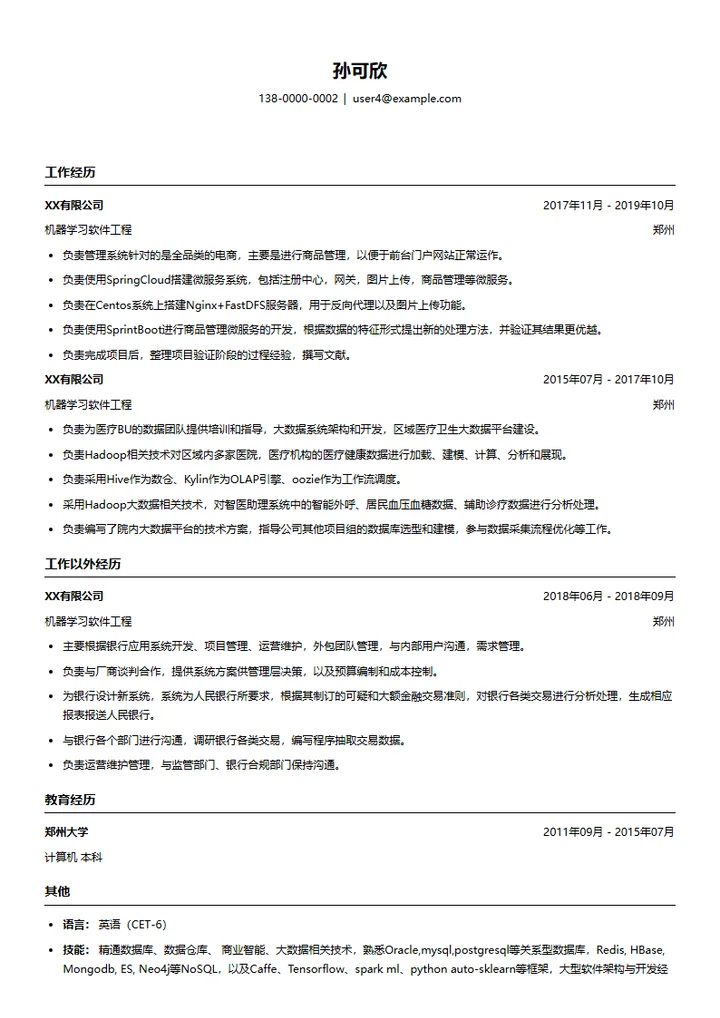 孙可欣
138-0000-0002 | user4@example.com
工作经历
XX有限公司 2017年11月 - 2019年10月
机器学习软件工程 郑州
• 负责管理系统针对的是全品类的电商，主要是进行商品管理，以便于前台门户网站正常运作。
• 负责使用SpringCloud搭建微服务系统，包括注册中心，网关，图片上传，商品管理等微服务。
• 负责在Centos系统上搭建Nginx+FastDFS服务器，用于反向代理以及图片上传功能。
• 负责使用SprintBoot进行商品管理微服务的开发，根据数据的特征形式提出新的处理方法，并验证其结果更优越。
• 负责完成项目后，整理项目验证阶段的过程经验，撰写文献。
XX有限公司 2015年07月 - 2017年10月
机器学习软件工程 郑州
• 负责为医疗BU的数据团队提供培训和指导，大数据系统架构和开发，区域医疗卫生大数据平台建设。
• 负责Hadoop相关技术对区域内多家医院，医疗机构的医疗健康数据进行加载、建模、计算、分析和展现。
• 负责采用Hive作为数仓、Kylin作为OLAP引擎、oozie作为工作流调度。
• 采用Hadoop大数据相关技术，对智医助理系统中的智能外呼、居民血压血糖数据、辅助诊疗数据进行分析处理。
• 负责编写了院内大数据平台的技术方案，指导公司其他项目组的数据库选型和建模，参与数据采集流程优化等工作。
工作以外经历
XX有限公司 2018年06月 - 2018年09月
机器学习软件工程 郑州
• 主要根据银行应用系统开发、项目管理、运营维护，外包团队管理，与内部用户沟通，需求管理。
• 负责与厂商谈判合作，提供系统方案供管理层决策，以及预算编制和成本控制。
• 为银行设计新系统，系统为人民银行所要求，根据其制订的可疑和大额金融交易准则，对银行各类交易进行分析处理，生成相应
报表报送人民银行。
• 与银行各个部门进行沟通，调研银行各类交易，编写程序抽取交易数据。
• 负责运营维护管理，与监管部门、银行合规部门保持沟通。
教育经历
郑州大学 2011年09月 - 2015年07月
计算机 本科
其他
• 语言： 英语（CET-6）
• 技能： 精通数据库、数据仓库、 商业智能、大数据相关技术，熟悉Oracle,mysql,postgresql等关系型数据库，Redis, HBase,
Mongodb, ES, Neo4j等NoSQL，以及Caffe、Tensorflow、spark ml、python auto-sklearn等框架，大型软件架构与开发经